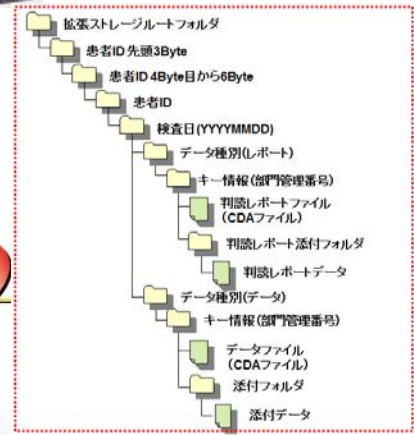 拡張ストレージルートフォルダ
患者ID 先頭3Byte
患者ID 4Byte目から6Byte
患者ID
検査日(YYYYMMDD)
データ種別(レポート)
キー情報(部門管理番号)
判読レポートファイル
(CDAファイル)
判読レポート添付フォルダ
判読レポートデータ
データ種別(データ)
キー情報(部門管理番号)
データファイル
(CDAファイル)
添付フォルダ
添付データ